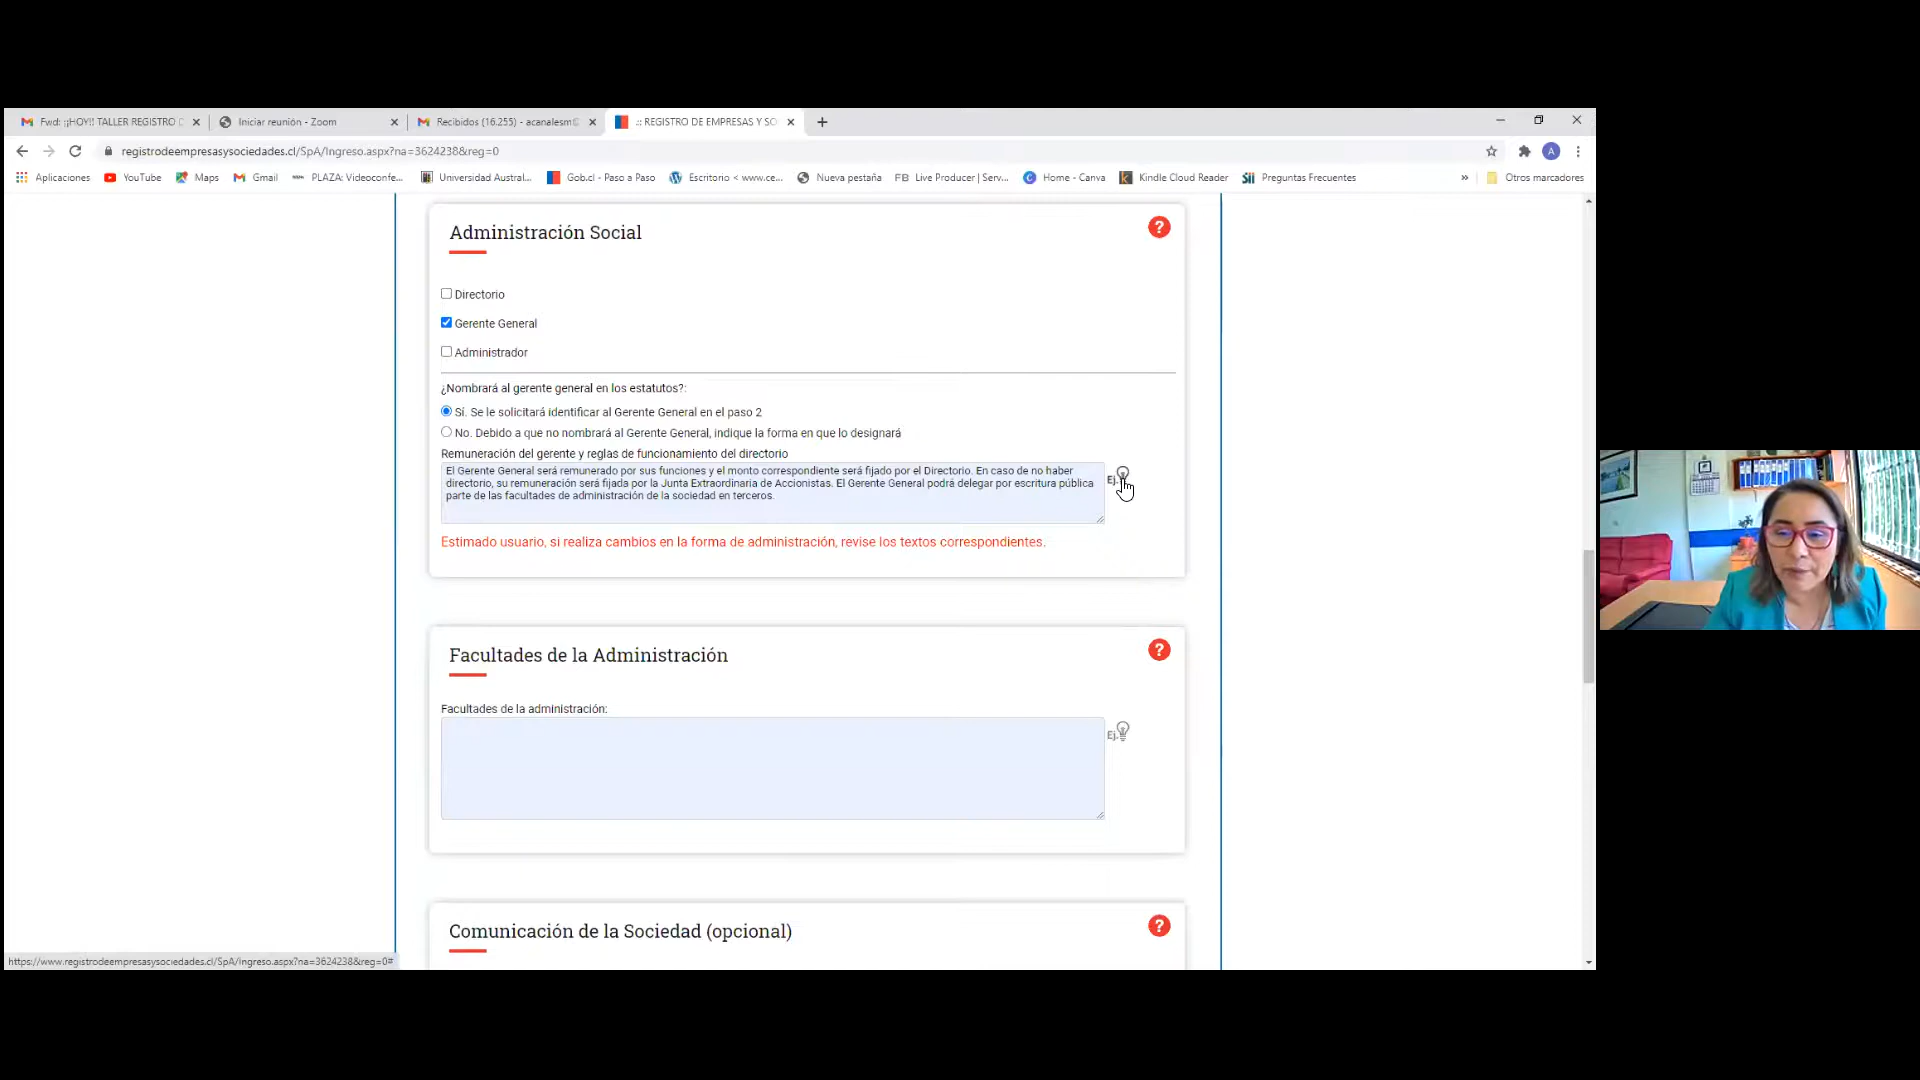 Fwd: ¡¡HOY!! TALLER REGISTRO
Iniciar reunión - Zoom
Recibidos (16.255) - acanalesm
.:: REGISTRO DE EMPRESAS Y SO
registrodeempresasysociedades.cl/SpA/Ingreso.aspx?na=3624238&reg=0
A
Aplicaciones
YouTube
Maps
Gmail
PLAZA: Videoconfe...
Universidad Austral...
Gob.cl - Paso a Paso
Escritorio < www.ce...
Nueva pestaña
FB Live Producer | Serv...
Home - Canva
Kindle Cloud Reader
Preguntas Frecuentes
»
Otros marcadores
Administración Social
?
Directorio
Gerente General
Administrador
¿Nombrará al gerente general en los estatutos?:
Sí. Se le solicitará identificar al Gerente General en el paso 2
No. Debido a que no nombrará al Gerente General, indique la forma en que lo designará
Remuneración del gerente y reglas de funcionamiento del directorio
El Gerente General será remunerado por sus funciones y el monto correspondiente será fijado por el Directorio. En caso de no haber
directorio, su remuneración será fijada por la Junta Extraordinaria de Accionistas. El Gerente General podrá delegar por escritura pública
parte de las facultades de administración de la sociedad en terceros.
Ej.
Estimado usuario, si realiza cambios en la forma de administración, revise los textos correspondientes.
Facultades de la Administración
?
Facultades de la administración:
Ej.
Comunicación de la Sociedad (opcional)
?
https://www.registrodeempresasysociedades.cl/SpA/Ingreso.aspx?na=3624238&reg=0#